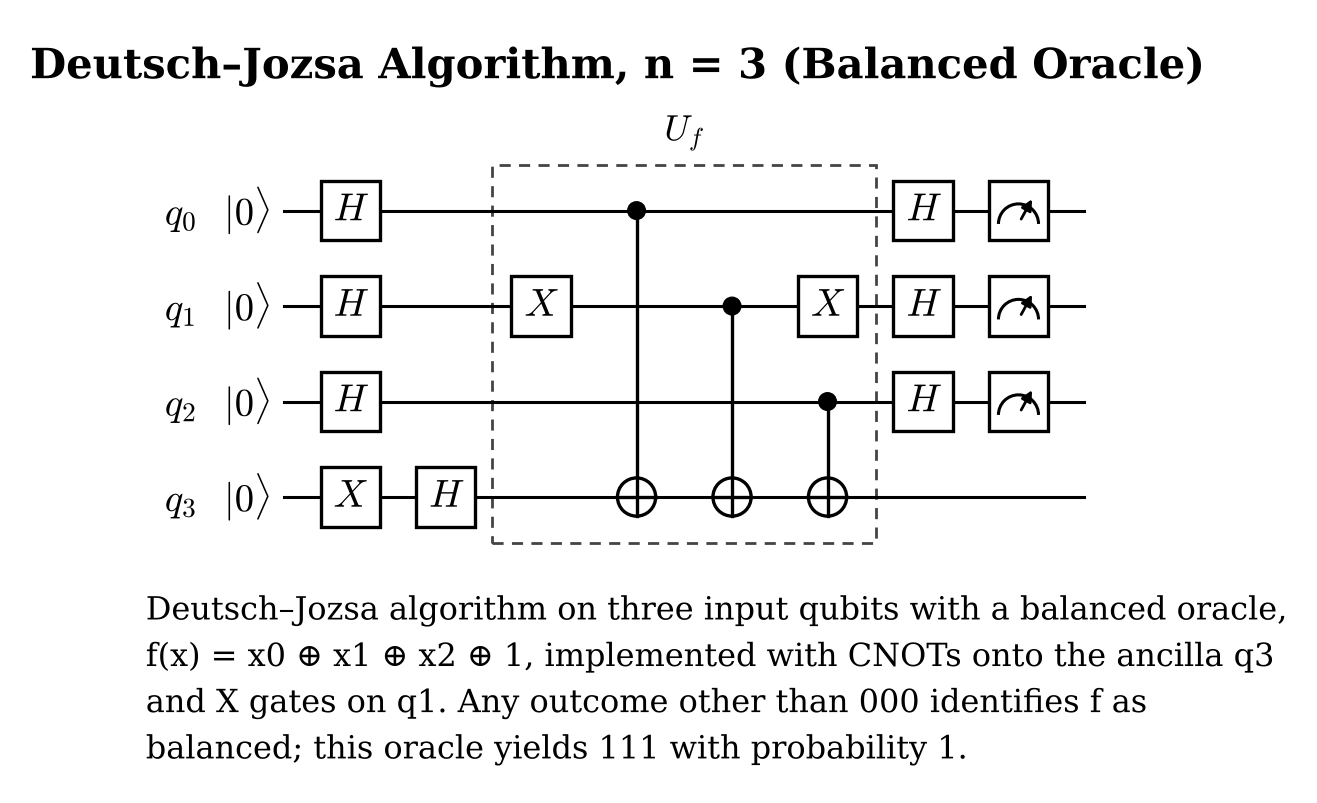 Deutsch–Jozsa Algorithm, n = 3 (Balanced Oracle)
U_f
q_0 |0⟩ H H
q_1 |0⟩ H X X H
q_2 |0⟩ H H
q_3 |0⟩ X H
Deutsch–Jozsa algorithm on three input qubits with a balanced oracle,
f(x) = x0 ⊕ x1 ⊕ x2 ⊕ 1, implemented with CNOTs onto the ancilla q3
and X gates on q1. Any outcome other than 000 identifies f as
balanced; this oracle yields 111 with probability 1.